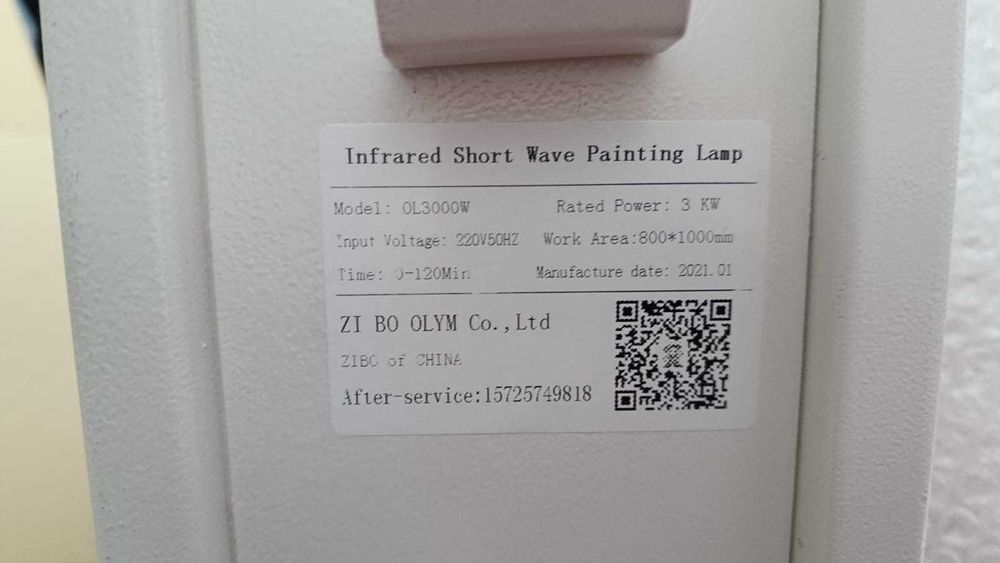 Infrared Short Wave Painting Lamp
Model: OL3000W Rated Power: 3 KW
Input Voltage: 220V50HZ Work Area:800*1000mm
Time: 0-120Min Manufacture date: 2021.01
ZI BO OLYM Co.,Ltd
ZIBO of CHINA
After-service:15725749818